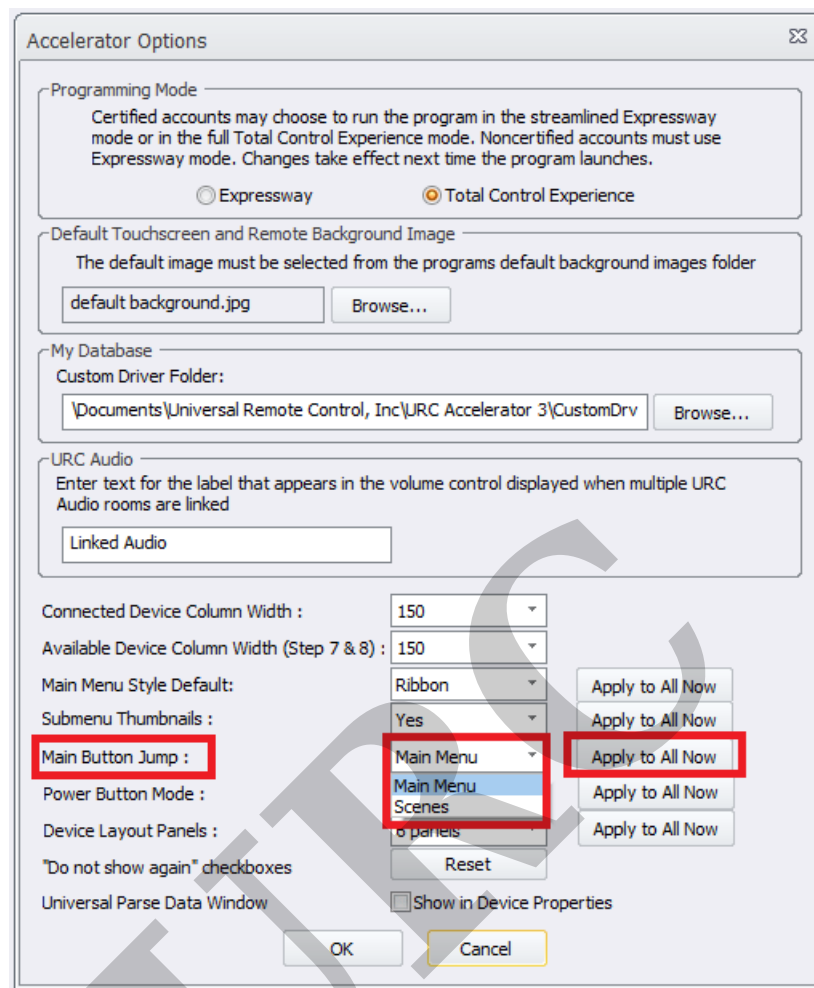 Accelerator Options
Programming Mode
Certified accounts may choose to run the program in the streamlined Expressway
mode or in the full Total Control Experience mode. Noncertified accounts must use
Expressway mode. Changes take effect next time the program launches.
Expressway Total Control Experience
Default Touchscreen and Remote Background Image
The default image must be selected from the programs default background images folder
default background.jpg Browse...
My Database
Custom Driver Folder:
\Documents\Universal Remote Control, Inc\URC Accelerator 3\CustomDrv Browse...
URC Audio
Enter text for the label that appears in the volume control displayed when multiple URC
Audio rooms are linked
Linked Audio
Connected Device Column Width : 150
Available Device Column Width (Step 7 & 8) : 150
Main Menu Style Default: Ribbon Apply to All Now
Submenu Thumbnails : Yes Apply to All Now
Main Button Jump : Main Menu Apply to All Now
Main Menu
Power Button Mode : Apply to All Now
Scenes
Device Layout Panels : 6 panels Apply to All Now
"Do not show again" checkboxes Reset
Universal Parse Data Window Show in Device Properties
OK Cancel
URC